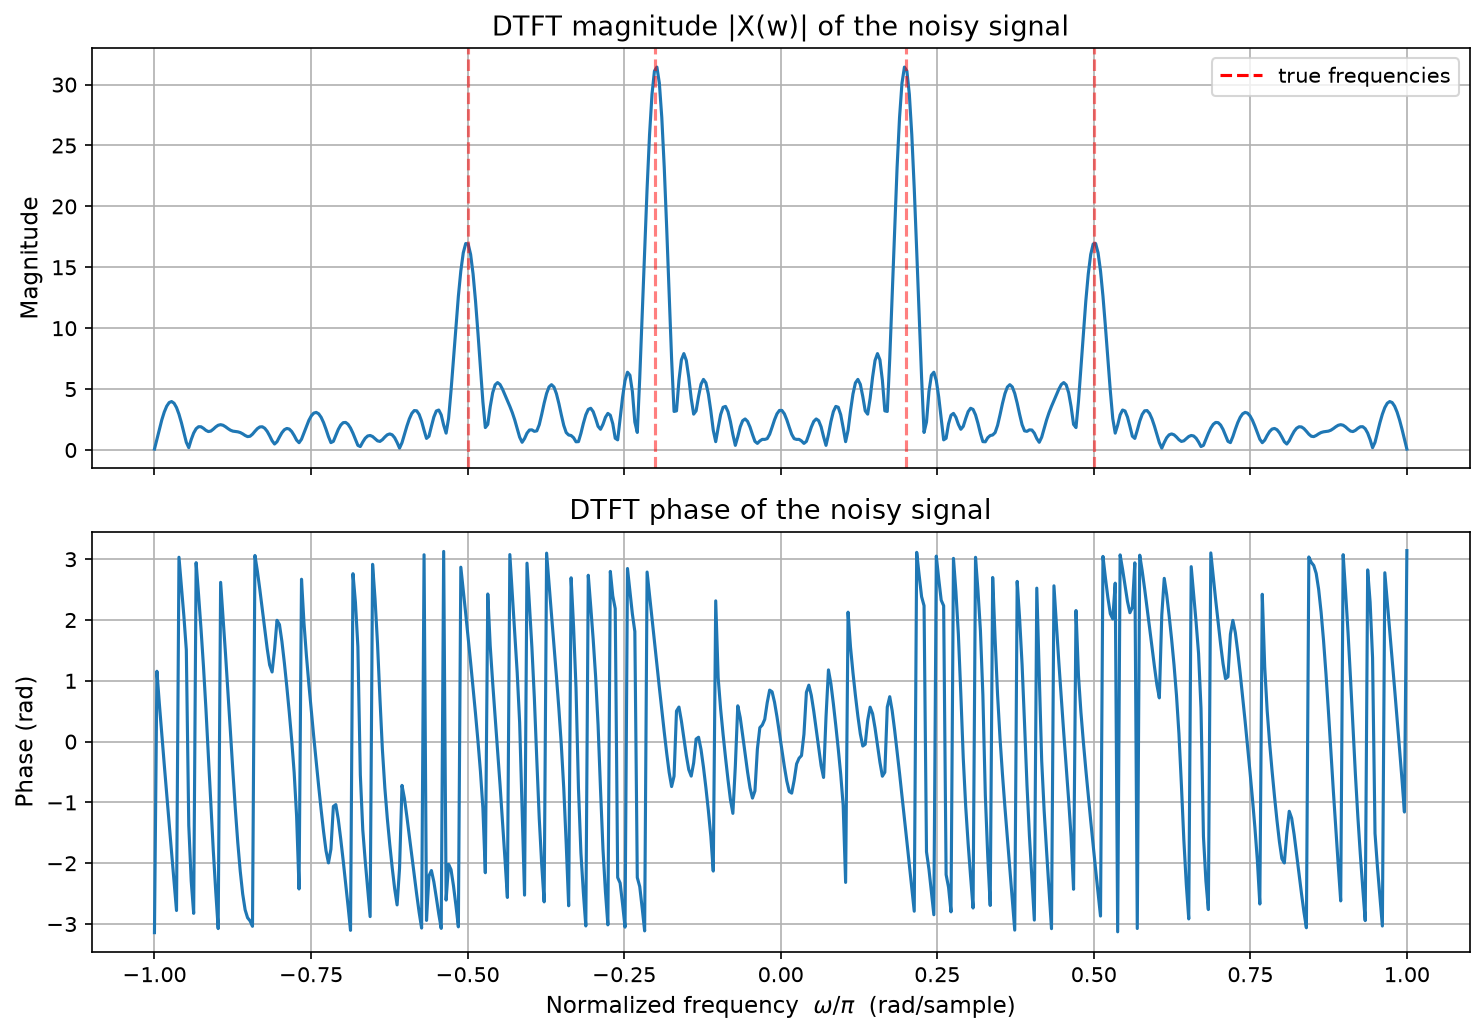 DTFT magnitude |X(w)| of the noisy signal
true frequencies
30
25
20
15
10
5
0
Magnitude
DTFT phase of the noisy signal
3
2
1
0
−1
−2
−3
Phase (rad)
−1.00 −0.75 −0.50 −0.25 0.00 0.25 0.50 0.75 1.00
Normalized frequency ω/π (rad/sample)